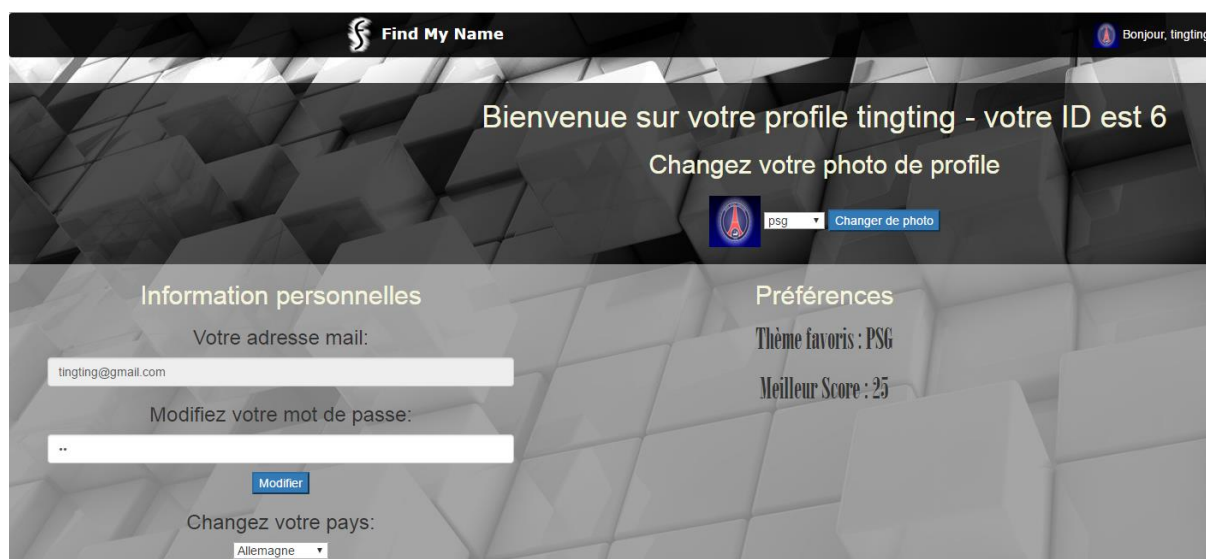 Find My Name
Bonjour, tingting
Bienvenue sur votre profile tingting - votre ID est 6
Changez votre photo de profile
psg
Changer de photo
Information personnelles
Votre adresse mail:
tingting@gmail.com
Modifiez votre mot de passe:
••
Modifier
Changez votre pays:
Allemagne
Préférences
Thème favoris : PSG
Meilleur Score : 25